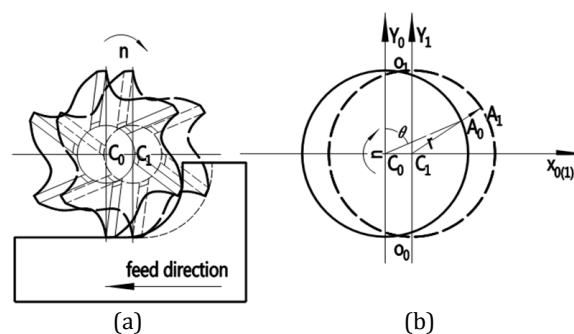 n
C₀ C₁
feed direction
(a)
Y₀ Y₁
O₁
A₁
A₀
θ
r
n
C₀ C₁
X₀₍₁₎
O₀
(b)